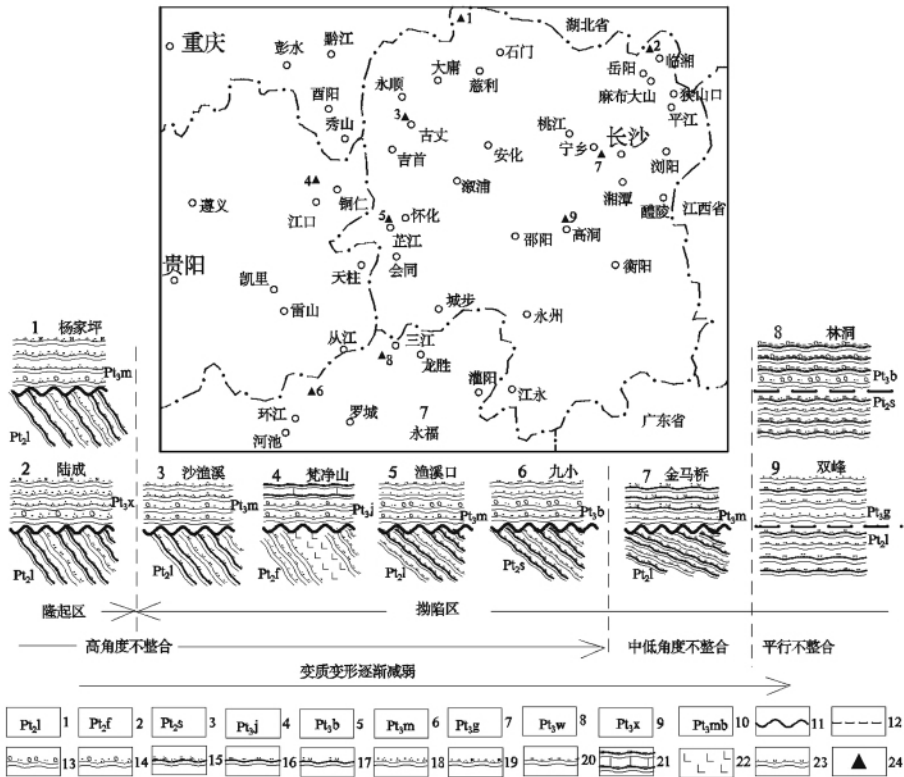 ▲1
湖北省
重庆
彭水
黔江
石门
▲2
临湘
大庸
慈利
岳阳
永顺
麻布大山
狭山口
酉阳
平江
3▲
古丈
桃江
长沙
秀山
宁乡
7
吉首
安化
浏阳
4▲
溆浦
湘潭
遵义
铜仁
江口
5▲
怀化
▲9
醴陵
江西省
芷江
邵阳
高洞
贵阳
会同
衡阳
凯里
天柱
雷山
城步
永州
从江
三江
▲8
龙胜
▲6
灌阳
江永
环江
罗城
7
永福
广东省
河池
1 杨家坪
Pt₃m
Pt₂l
8 林洞
Pt₃b
Pt₂s
2 陆成
Pt₃x
Pt₂l
3 沙渔溪
Pt₃m
Pt₂l
4 梵净山
Pt₃j
Pt₂f
5 渔溪口
Pt₃m
Pt₂l
6 九小
Pt₃b
Pt₂s
7 金马桥
Pt₃m
Pt₂l
9 双峰
Pt₃g
Pt₂l
隆起区
拗陷区
高角度不整合
中低角度不整合
平行不整合
变质变形逐渐减弱
Pt₂l 1 Pt₂f 2 Pt₂s 3 Pt₃j 4 Pt₃b 5 Pt₃m 6 Pt₃g 7 Pt₃w 8 Pt₃x 9 Pt₃mb 10 11 12
13 14 15 16 17 18 19 20 21 22 23 ▲ 24